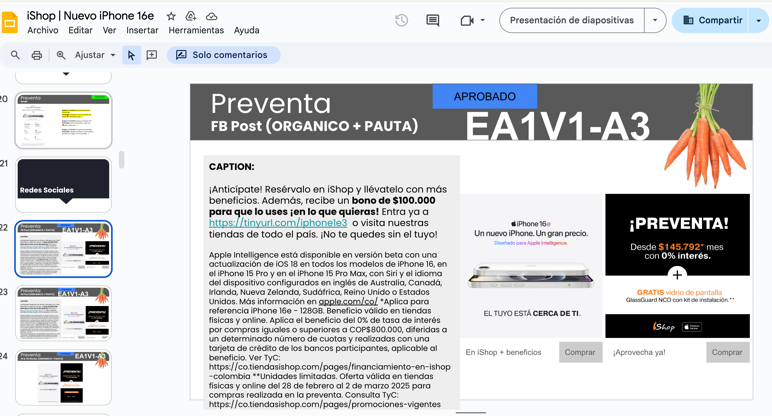 iShop | Nuevo iPhone 16e
Archivo Editar Ver Insertar Herramientas Ayuda
Presentación de diapositivas
Compartir
Ajustar
Solo comentarios
20
Preventa
21
Redes Sociales
22
EA1V1-A3
23
24
Preventa
FB Post (ORGANICO + PAUTA)
APROBADO
EA1V1-A3
CAPTION:
¡Anticípate! Resérvalo en iShop y llévatelo con más
beneficios. Además, recibe un bono de $100.000
para que lo uses ¡en lo que quieras! Entra ya a
https://tinyurl.com/iphone1e3 o visita nuestras
tiendas de todo el país. ¡No te quedes sin el tuyo!
Apple Intelligence está disponible en versión beta con una
actualización de iOS 18 en todos los modelos de iPhone 16, en
el iPhone 15 Pro y en el iPhone 15 Pro Max, con Siri y el idioma
del dispositivo configurados en inglés de Australia, Canadá,
Irlanda, Nueva Zelanda, Sudáfrica, Reino Unido o Estados
Unidos. Más información en apple.com/co/ *Aplica para
referencia iPhone 16e - 128GB. Beneficio válido en tiendas
físicas y online. Aplica el beneficio del 0% de tasa de interés
por compras iguales o superiores a COP$800.000, diferidas a
un determinado número de cuotas y realizadas con una
tarjeta de crédito de los bancos participantes, aplicable al
beneficio. Ver TyC:
https://co.tiendasishop.com/pages/financiamiento-en-ishop
-colombia **Unidades limitadas. Oferta válida en tiendas
físicas y online del 28 de febrero al 2 de marzo 2025 para
compras realizada en la preventa. Consulta TyC:
https://co.tiendasishop.com/pages/promociones-vigentes
iPhone 16e
Un nuevo iPhone. Un gran precio.
Diseñado para Apple Intelligence.
EL TUYO ESTÁ CERCA DE TI.
En iShop + beneficios
Comprar
¡PREVENTA!
Desde $145.792* mes
con 0% interés.
+
GRATIS vidrio de pantalla
GlassGuard NCO con kit de instalación.**
iShop
¡Aprovecha ya!
Comprar